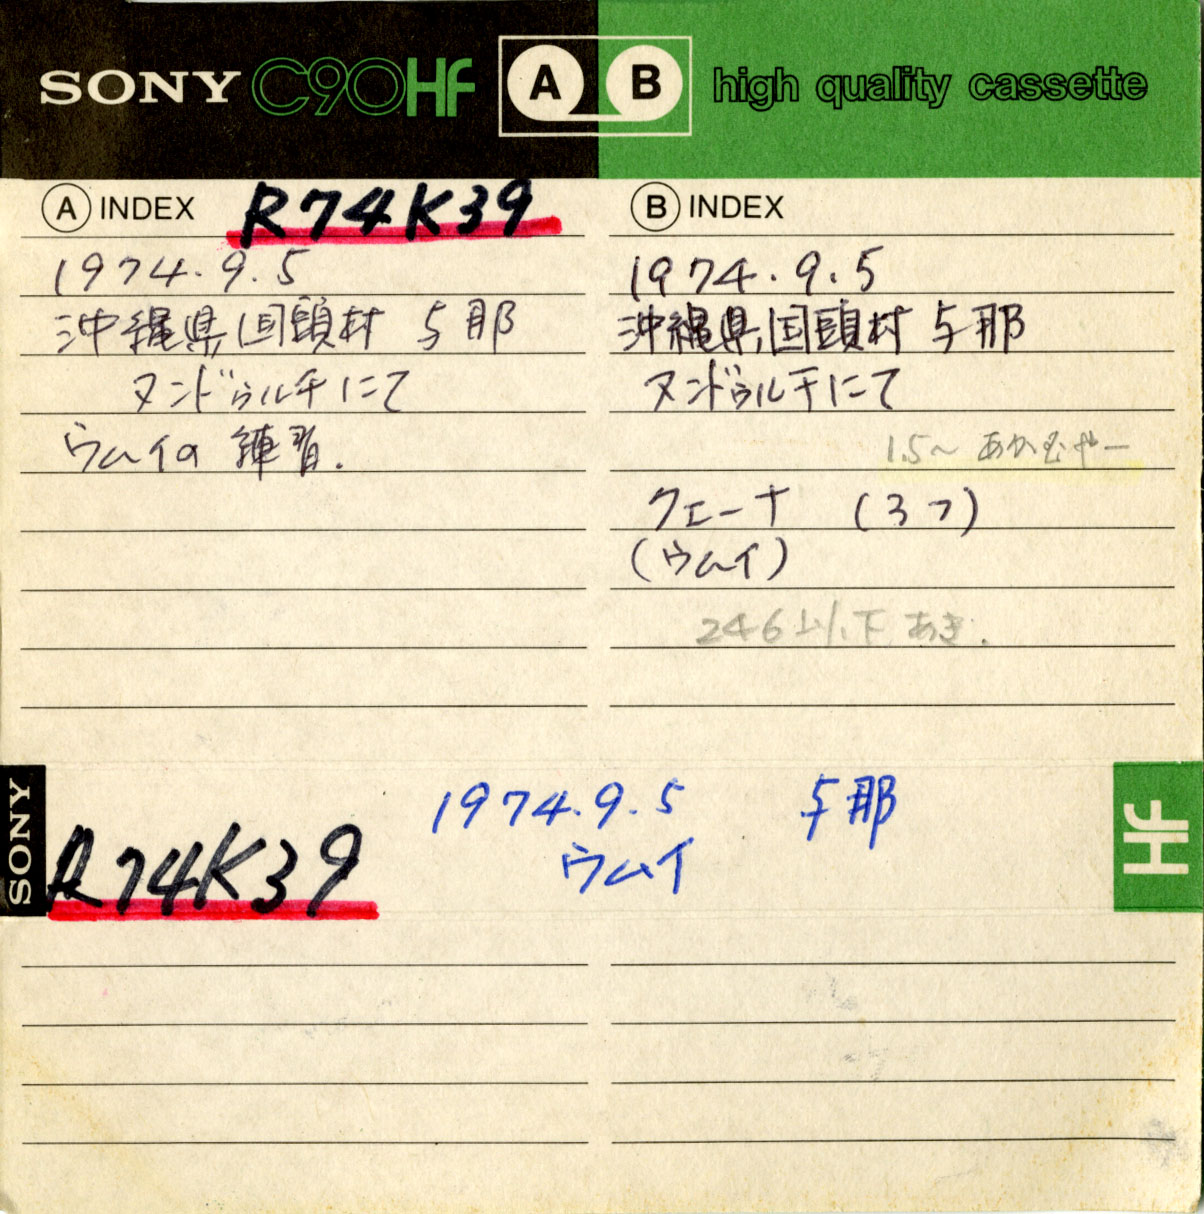 SONY C90HF A B high quality cassette
A INDEX R74K39
1974.9.5
沖縄県国頭村 与那
ヌンドゥルチにて
ウムイの練習.
B INDEX
1974.9.5
沖縄県国頭村 与那
ヌンドゥルチにて
15〜 あかむやー
クェーナ (3つ)
(ウムイ)
246以下 あき.
SONY
R74K39
1974.9.5 与那
ウムイ
HF